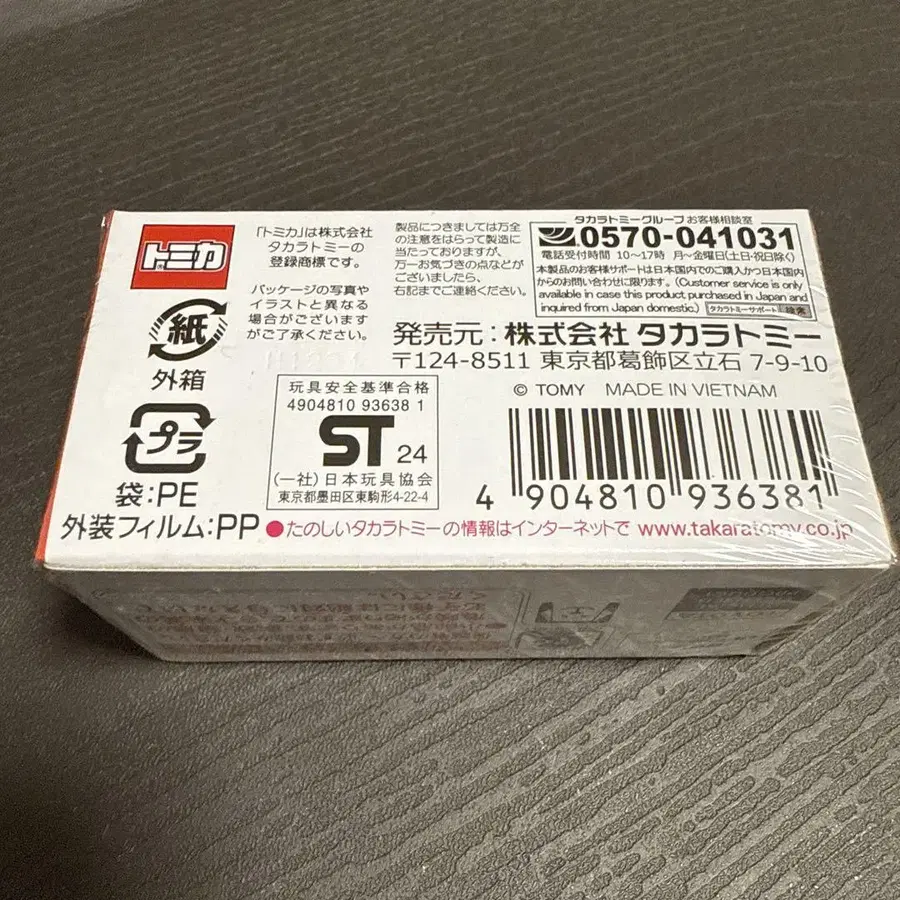 トミカ
「トミカ」は株式会社
タカラトミーの
登録商標です。
パッケージの写真や
イラストと異なる
場合がございます
がご了承ください。
製品につきましては万全
の注意をはらって製造に
当たっておりますが、
万一お気づきの点などが
ございましたら、
右記までご連絡ください。
タカラトミーグループ お客様相談室
0570-041031
電話受付時間 10〜17時 月〜金曜日(土日・祝日除く)
本製品のお客様サポートは日本国内でのご購入かつ日本国内
からのお問い合わせに限ります。(Customer service is only
available in case this product purchased in Japan and
inquired from Japan domestic.) タカラトミーサポート 検索
発売元:株式会社 タカラトミー
〒124-8511 東京都葛飾区立石 7-9-10
© TOMY MADE IN VIETNAM
紙
外箱
プラ
袋:PE
外装フィルム:PP
玩具安全基準合格
4904810 93638 1
ST 24
(一社)日本玩具協会
東京都墨田区東駒形4-22-4
4 904810 936381
●たのしいタカラトミーの情報はインターネットで www.takaratomy.co.jp